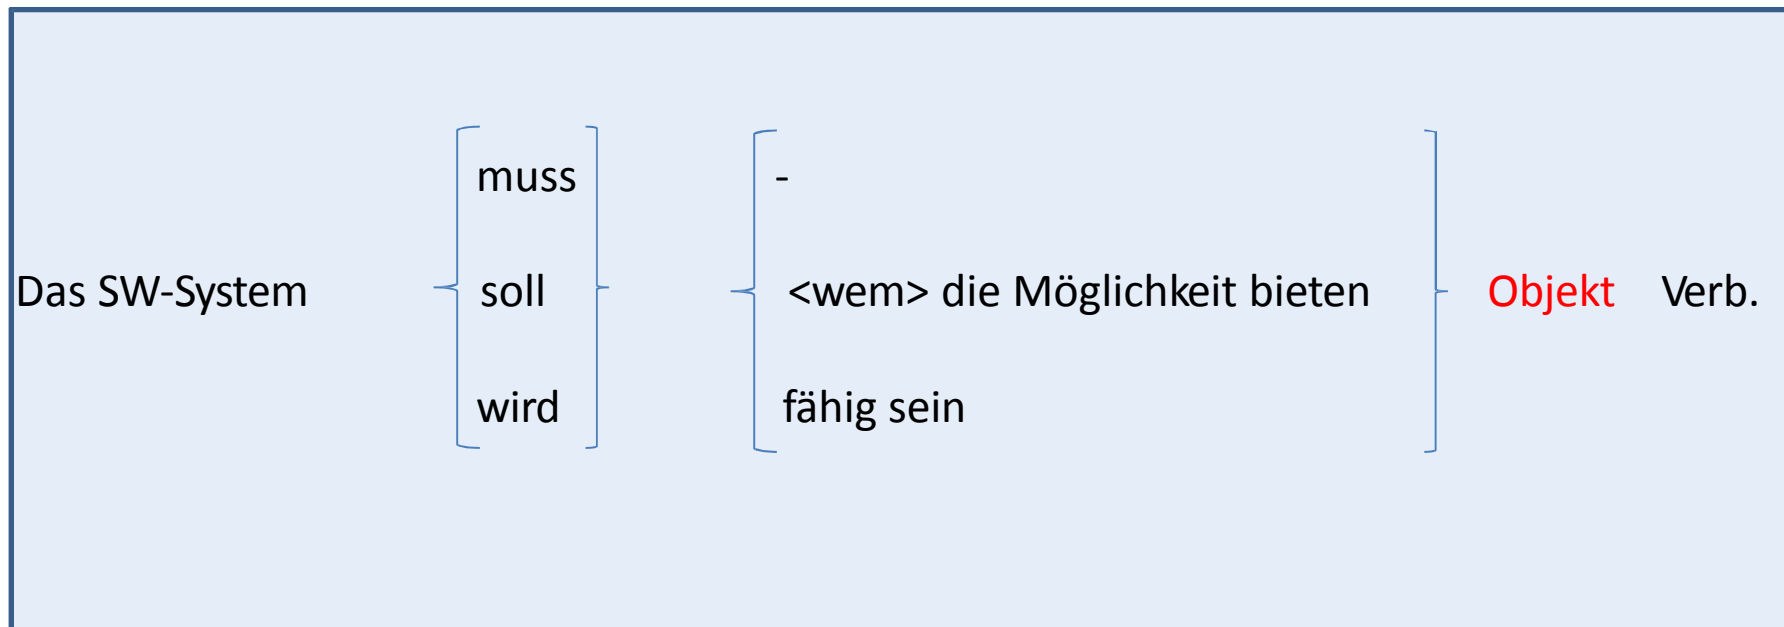 muss -
Das SW-System soll <wem> die Möglichkeit bieten Objekt Verb.
wird fähig sein